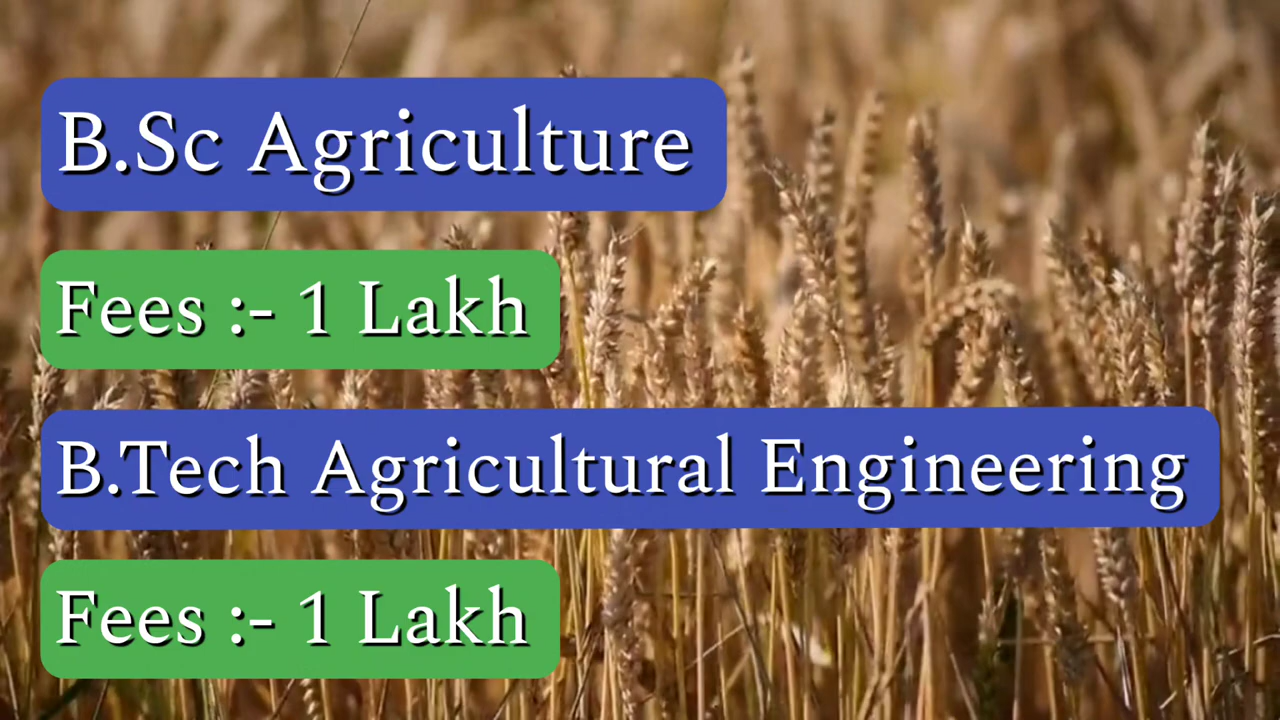 B.Sc Agriculture
Fees :- 1 Lakh
B.Tech Agricultural Engineering
Fees :- 1 Lakh